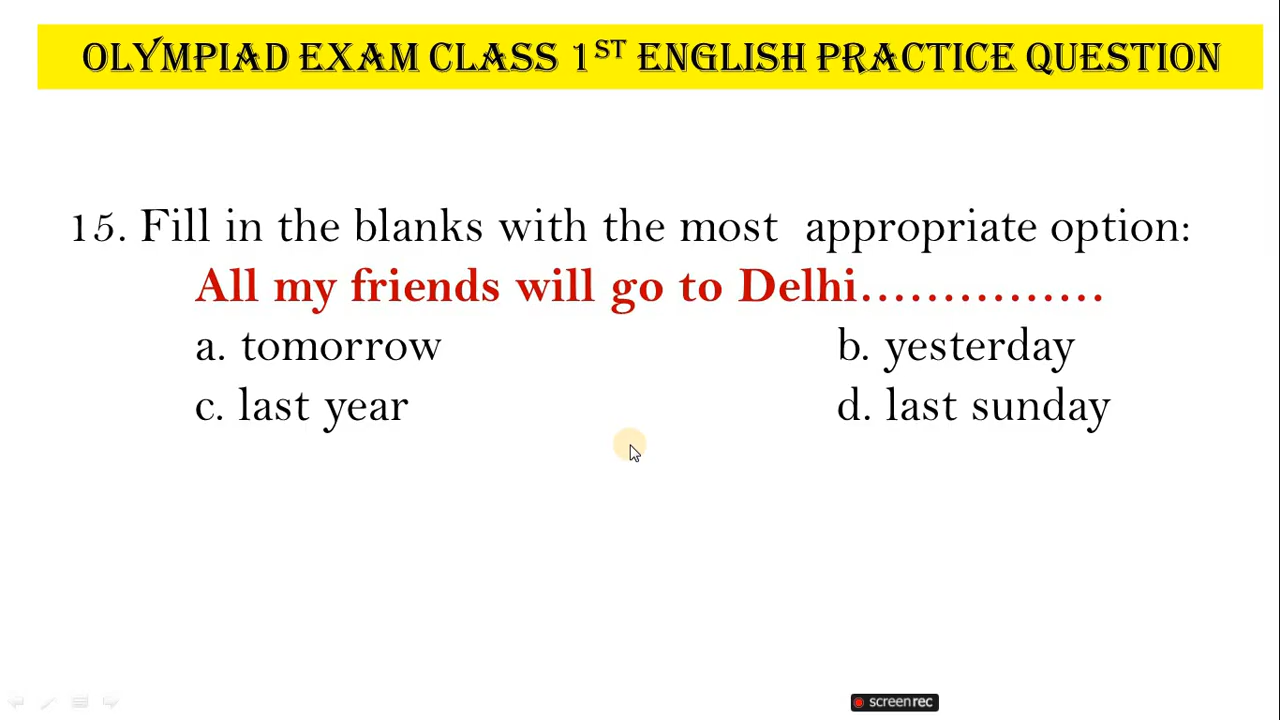 OLYMPIAD EXAM CLASS 1ST ENGLISH PRACTICE QUESTION
15. Fill in the blanks with the most appropriate option:
All my friends will go to Delhi...............
a. tomorrow b. yesterday
c. last year d. last sunday
screenrec